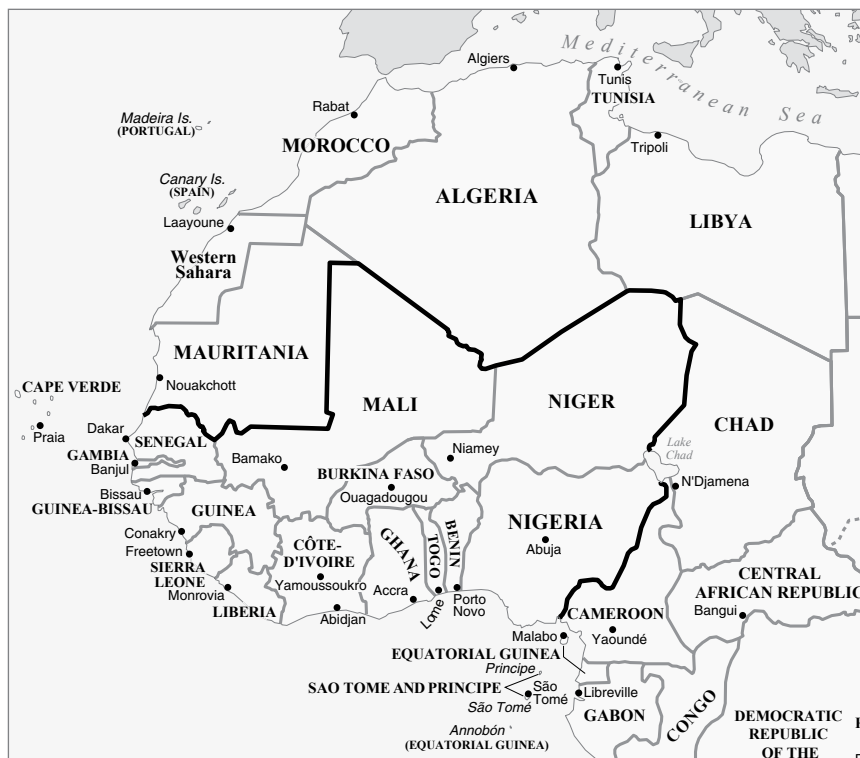 Mediterranean Sea
Algiers
Tunis
TUNISIA
Rabat
Madeira Is.
(PORTUGAL)
MOROCCO
Tripoli
Canary Is.
(SPAIN)
ALGERIA
LIBYA
Laayoune
Western
Sahara
MAURITANIA
Nouakchott
CAPE VERDE
Praia
MALI
NIGER
CHAD
Dakar
SENEGAL
GAMBIA
Banjul
Bamako
Niamey
Lake
Chad
BURKINA FASO
Ouagadougou
N'Djamena
Bissau
GUINEA-BISSAU
GUINEA
NIGERIA
Abuja
Conakry
Freetown
SIERRA
LEONE
Monrovia
LIBERIA
CÔTE-
D'IVOIRE
Yamoussoukro
Abidjan
GHANA
TOGO
BENIN
Accra
Lome
Porto
Novo
CENTRAL
AFRICAN REPUBLIC
Bangui
CAMEROON
Yaoundé
Malabo
EQUATORIAL GUINEA
Principe
SAO TOME AND PRINCIPE
São
Tomé
São Tomé
Libreville
GABON
CONGO
Annobón
(EQUATORIAL GUINEA)
DEMOCRATIC
REPUBLIC
OF THE